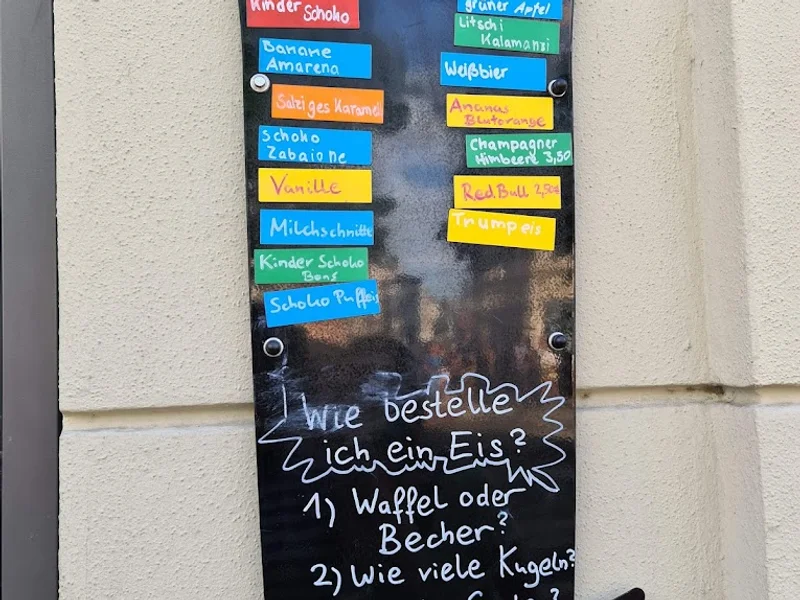 Kinder Schoko
Banane
Amarena
Salziges Karamell
Schoko
Zabaione
Vanille
Milchschnitte
Kinder Schoko
Bons
Schoko Puffreis
grüner Apfel
Litschi
Kalamansi
Weißbier
Ananas
Blutorange
Champagner
Himbeere 3,50
Red.Bull 2,50€
Trumpeis
Wie bestelle
ich ein Eis?
1) Waffel oder
Becher?
2) Wie viele Kugeln?